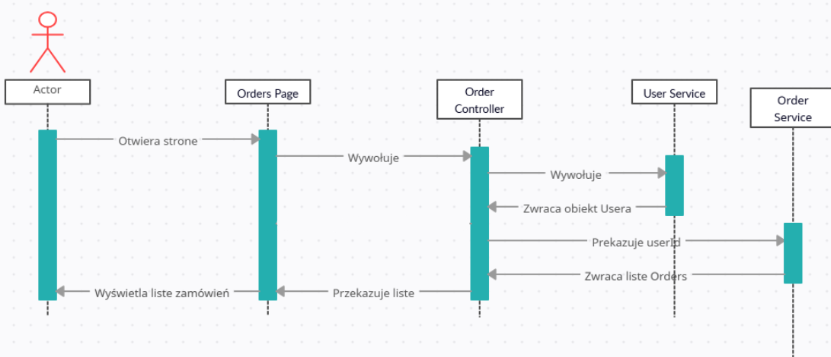 Actor
Orders Page
Order
Controller
User Service
Order
Service
Otwiera strone
Wywołuje
Wywołuje
Zwraca obiekt Usera
Prekazuje userId
Zwraca liste Orders
Wyświetla liste zamówień
Przekazuje liste